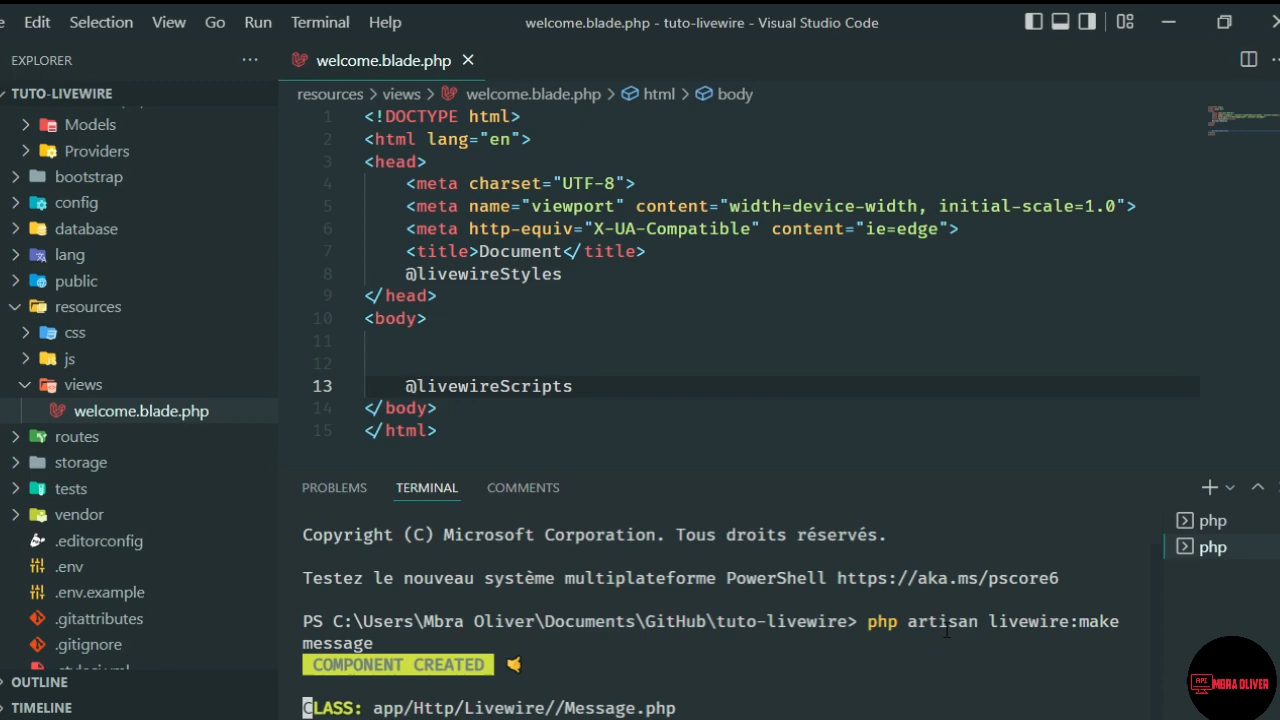 Edit Selection View Go Run Terminal Help welcome.blade.php - tuto-livewire - Visual Studio Code
EXPLORER
TUTO-LIVEWIRE
Models
Providers
bootstrap
config
database
lang
public
resources
css
js
views
welcome.blade.php
routes
storage
tests
vendor
.editorconfig
.env
.env.example
.gitattributes
.gitignore
OUTLINE
TIMELINE
welcome.blade.php
resources > views > welcome.blade.php > html > body
1 <!DOCTYPE html>
2 <html lang="en">
3 <head>
4 <meta charset="UTF-8">
5 <meta name="viewport" content="width=device-width, initial-scale=1.0">
6 <meta http-equiv="X-UA-Compatible" content="ie=edge">
7 <title>Document</title>
8 @livewireStyles
9 </head>
10 <body>
11
12
13 @livewireScripts
14 </body>
15 </html>
PROBLEMS TERMINAL COMMENTS
Copyright (C) Microsoft Corporation. Tous droits réservés.
Testez le nouveau système multiplateforme PowerShell https://aka.ms/pscore6
PS C:\Users\Mbra Oliver\Documents\GitHub\tuto-livewire> php artisan livewire:make
message
COMPONENT CREATED
CLASS: app/Http/Livewire//Message.php
php
php
API
MBRA OLIVER